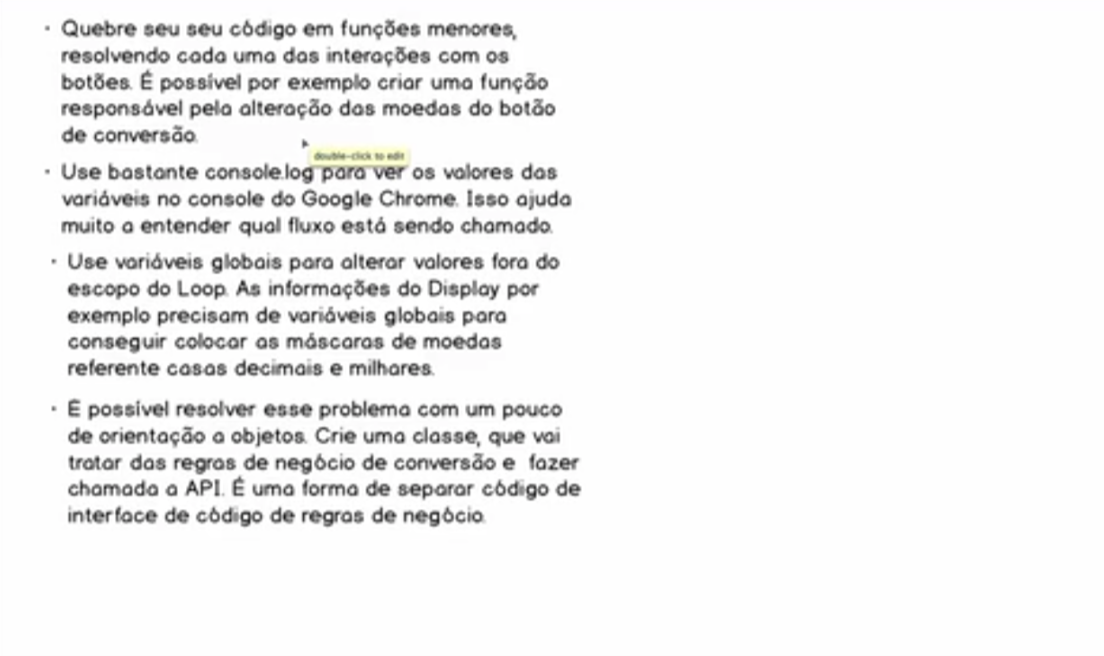 · Quebre seu seu código em funções menores,
resolvendo cada uma das interações com os
botões. É possível por exemplo criar uma função
responsável pela alteração das moedas do botão
de conversão.
double-click to edit
· Use bastante console.log para ver os valores das
variáveis no console do Google Chrome. Isso ajuda
muito a entender qual fluxo está sendo chamado.
· Use variáveis globais para alterar valores fora do
escopo do Loop. As informações do Display por
exemplo precisam de variáveis globais para
conseguir colocar as máscaras de moedas
referente casas decimais e milhares.
· É possível resolver esse problema com um pouco
de orientação a objetos. Crie uma classe, que vai
tratar das regras de negócio de conversão e  fazer
chamada a API. É uma forma de separar código de
interface de código de regras de negócio.